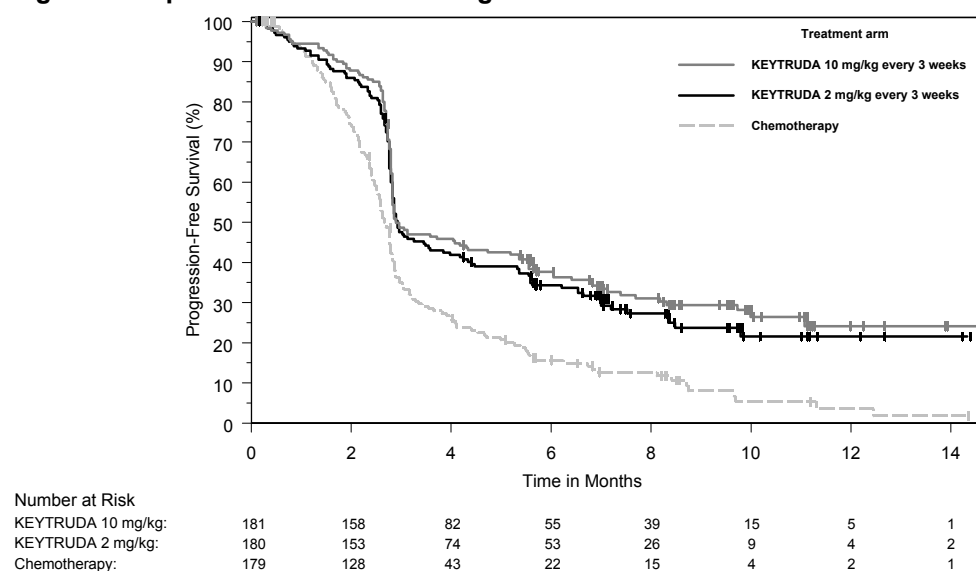 Treatment arm
KEYTRUDA 10 mg/kg every 3 weeks
KEYTRUDA 2 mg/kg every 3 weeks
Chemotherapy
Progression-Free Survival (%)
100
90
80
70
60
50
40
30
20
10
0
0 2 4 6 8 10 12 14
Time in Months
Number at Risk
KEYTRUDA 10 mg/kg: 181 158 82 55 39 15 5 1
KEYTRUDA 2 mg/kg: 180 153 74 53 26 9 4 2
Chemotherapy: 179 128 43 22 15 4 2 1